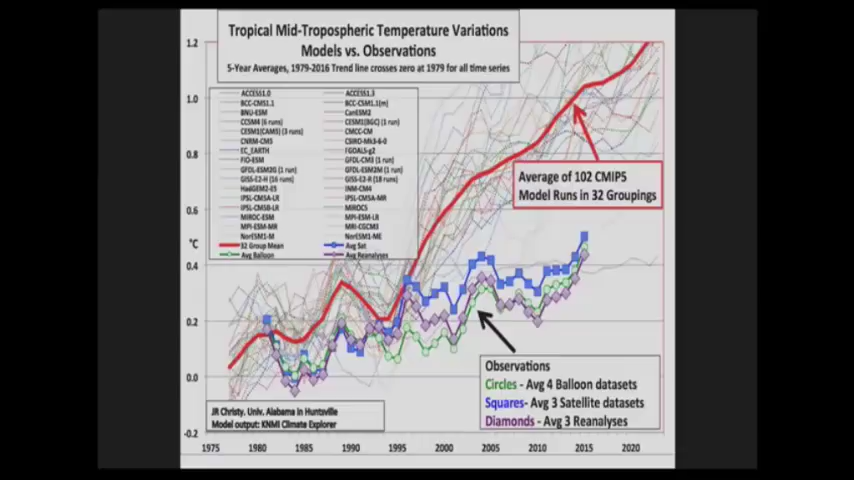 Tropical Mid-Tropospheric Temperature Variations
Models vs. Observations
5-Year Averages, 1979-2016 Trend line crosses zero at 1979 for all time series
1.2
1.0
0.8
0.6
°C
0.4
0.2
0.0
-0.2
ACCESS1.0 ACCESS1.3
BCC-CMS1.1 BCC-CSM1.1(m)
BNU-ESM CanESM2
CCSM4 (6 runs) CESM1(BGC) (1 run)
CESM1(CAM5) (3 runs) CMCC-CM
CNRM-CM5 CSIRO-Mk3-6-0
EC_EARTH FGOALS-g2
FIO-ESM GFDL-CM3 (1 run)
GFDL-ESM2G (1 run) GFDL-ESM2M (1 run)
GISS-E2-H (16 runs) GISS-E2-R (18 runs)
HadGEM2-ES INM-CM4
IPSL-CM5A-LR IPSL-CM5A-MR
IPSL-CM5B-LR MIROC5
MIROC-ESM MPI-ESM-LR
MPI-ESM-MR MRI-CGCM3
NorESM1-M NorESM1-ME
32 Group Mean Avg Sat
Avg Balloon Avg Reanalyses
Average of 102 CMIP5
Model Runs in 32 Groupings
Observations
Circles - Avg 4 Balloon datasets
Squares- Avg 3 Satellite datasets
Diamonds - Avg 3 Reanalyses
JR Christy, Univ. Alabama in Huntsville
Model output: KNMI Climate Explorer
1975 1980 1985 1990 1995 2000 2005 2010 2015 2020